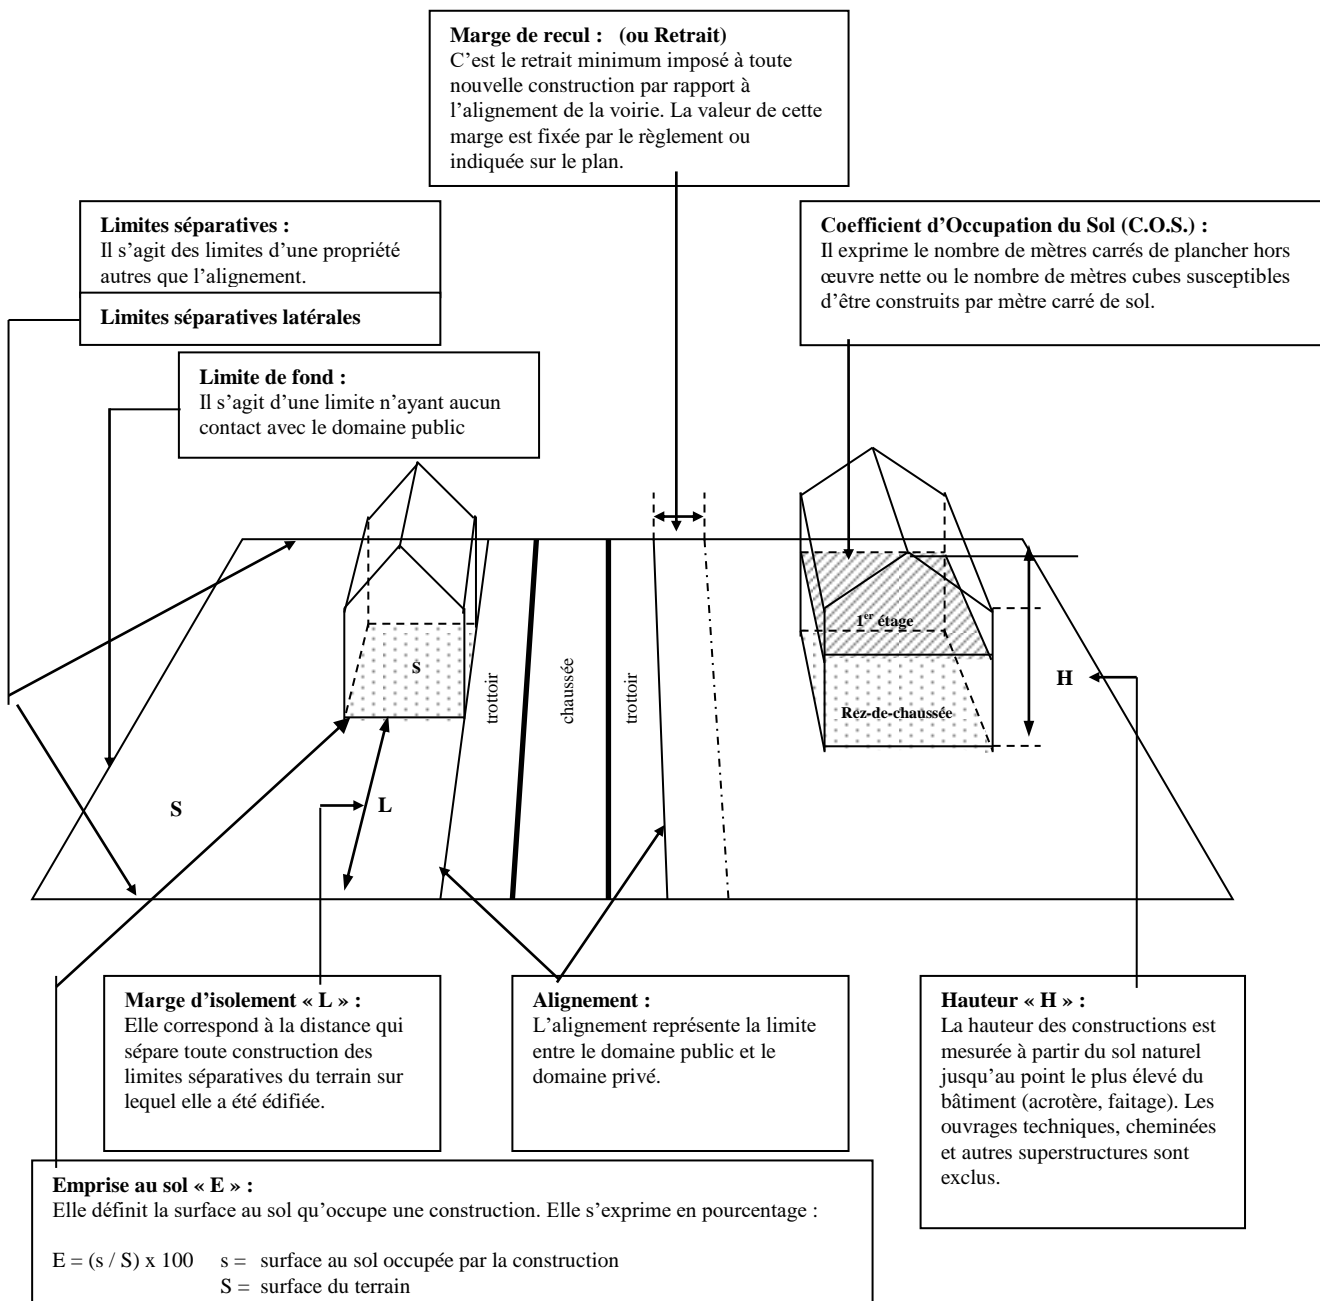 Marge de recul :   (ou Retrait)
C’est le retrait minimum imposé à toute
nouvelle construction par rapport à
l’alignement de la voirie. La valeur de cette
marge est fixée par le règlement ou
indiquée sur le plan.
Limites séparatives :
Il s’agit des limites d’une propriété
autres que l’alignement.
Limites séparatives latérales
Coefficient d’Occupation du Sol (C.O.S.) :
Il exprime le nombre de mètres carrés de plancher hors
œuvre nette ou le nombre de mètres cubes susceptibles
d’être construits par mètre carré de sol.
Limite de fond :
Il s’agit d’une limite n’ayant aucun
contact avec le domaine public
S
trottoir
chaussée
trottoir
1er étage
Rez-de-chaussée
H
S
L
Marge d’isolement « L » :
Elle correspond à la distance qui
sépare toute construction des
limites séparatives du terrain sur
lequel elle a été édifiée.
Alignement :
L’alignement représente la limite
entre le domaine public et le
domaine privé.
Hauteur « H » :
La hauteur des constructions est
mesurée à partir du sol naturel
jusqu’au point le plus élevé du
bâtiment (acrotère, faitage). Les
ouvrages techniques, cheminées
et autres superstructures sont
exclus.
Emprise au sol « E » :
Elle définit la surface au sol qu’occupe une construction. Elle s’exprime en pourcentage :
E = (s / S) x 100    s =  surface au sol occupée par la construction
S =  surface du terrain